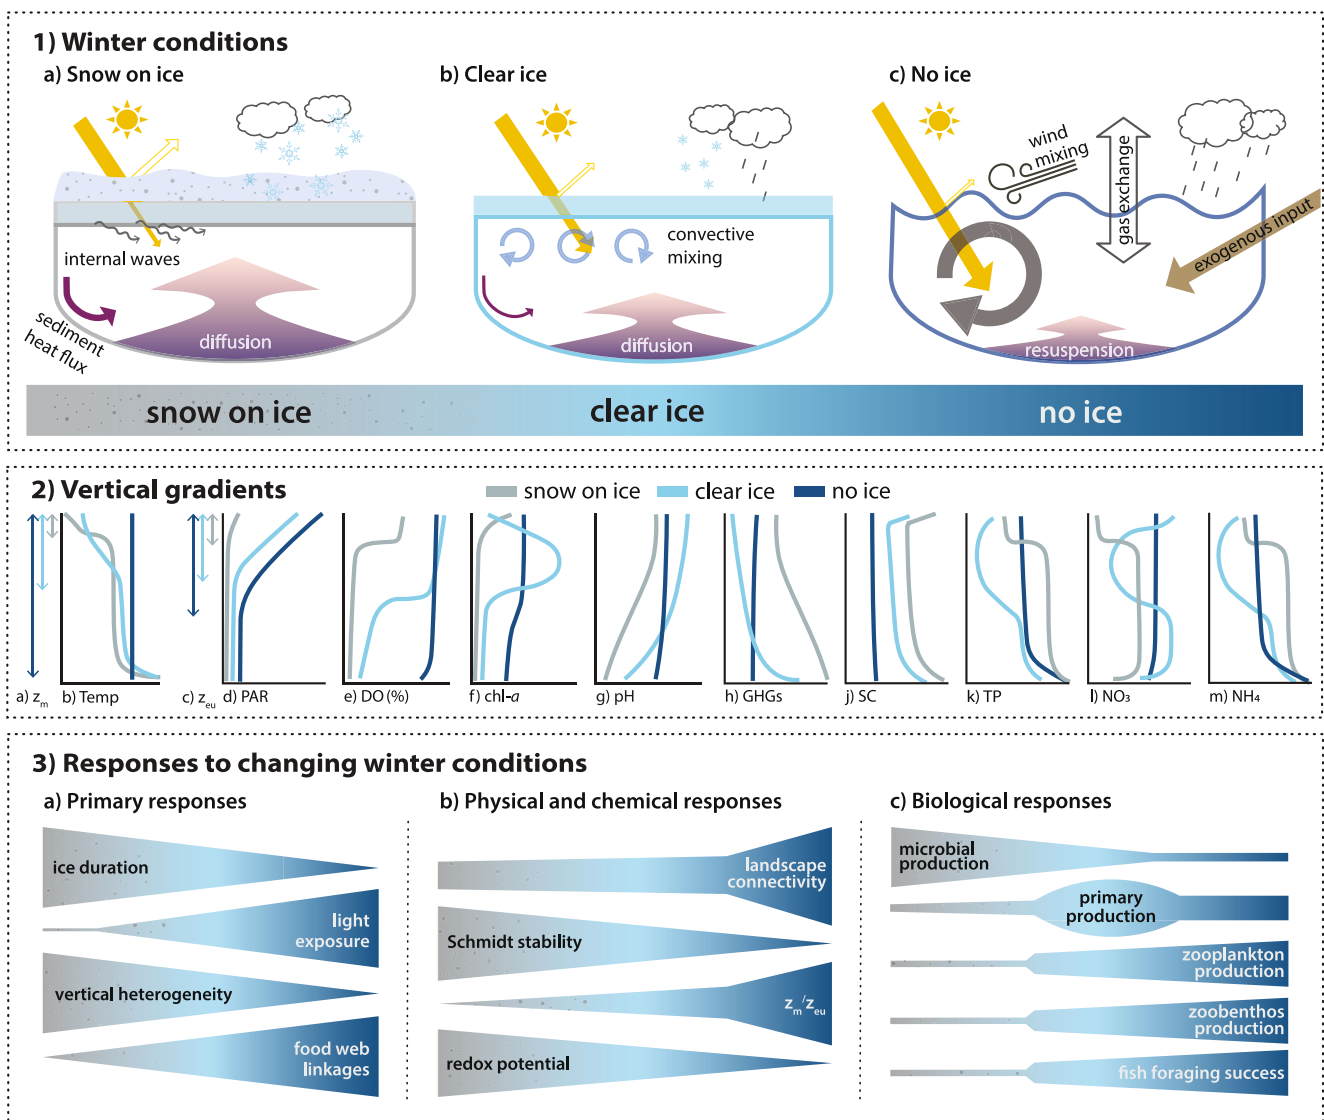 1) Winter conditions
a) Snow on ice
b) Clear ice
c) No ice
internal waves
sediment
heat flux
diffusion
convective
mixing
diffusion
wind
mixing
gas exchange
exogenous input
resuspension
snow on ice
clear ice
no ice
2) Vertical gradients
snow on ice
clear ice
no ice
a) zm
b) Temp
c) zeu
d) PAR
e) DO (%)
f) chl-a
g) pH
h) GHGs
j) SC
k) TP
l) NO₃
m) NH₄
3) Responses to changing winter conditions
a) Primary responses
ice duration
light
exposure
vertical heterogeneity
food web
linkages
b) Physical and chemical responses
landscape
connectivity
Schmidt stability
zm/zeu
redox potential
c) Biological responses
microbial
production
primary
production
zooplankton
production
zoobenthos
production
fish foraging success